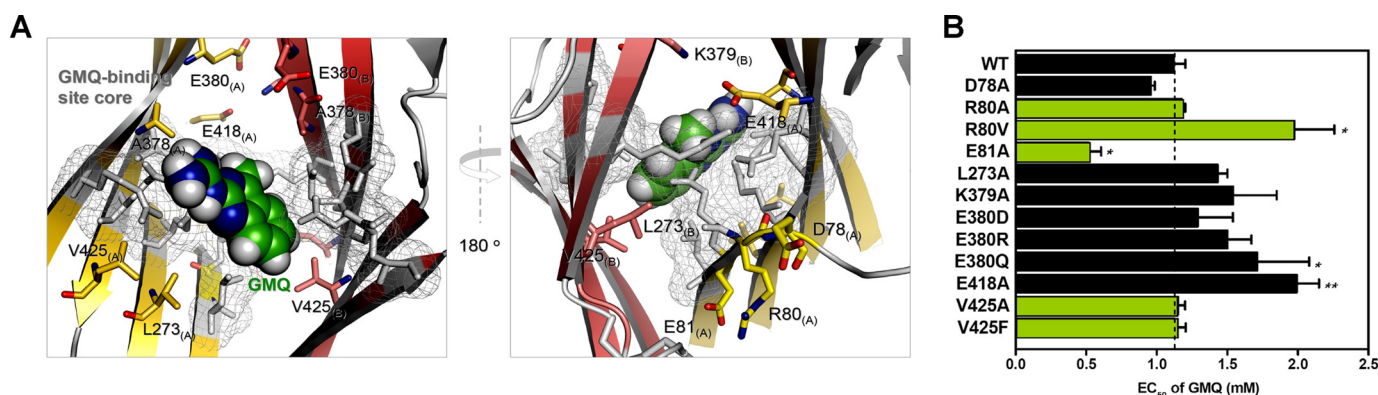 A
GMQ-binding
site core
E380(A)
E380(B)
A378(B)
E418(A)
A378(A)
V425(A)
GMQ
V425(B)
L273(A)
180 º
K379(B)
E418(A)
L273(B)
D78(A)
V425(B)
E81(A)
R80(A)
B
WT
D78A
R80A
R80V
*
E81A
*
L273A
K379A
E380D
E380R
E380Q
*
E418A
**
V425A
V425F
0.0 0.5 1.0 1.5 2.0 2.5
EC50 of GMQ (mM)